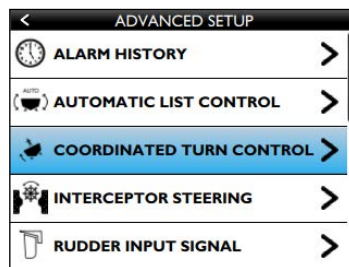 < ADVANCED SETUP
ALARM HISTORY >
AUTO
AUTOMATIC LIST CONTROL >
COORDINATED TURN CONTROL >
INTERCEPTOR STEERING >
RUDDER INPUT SIGNAL >